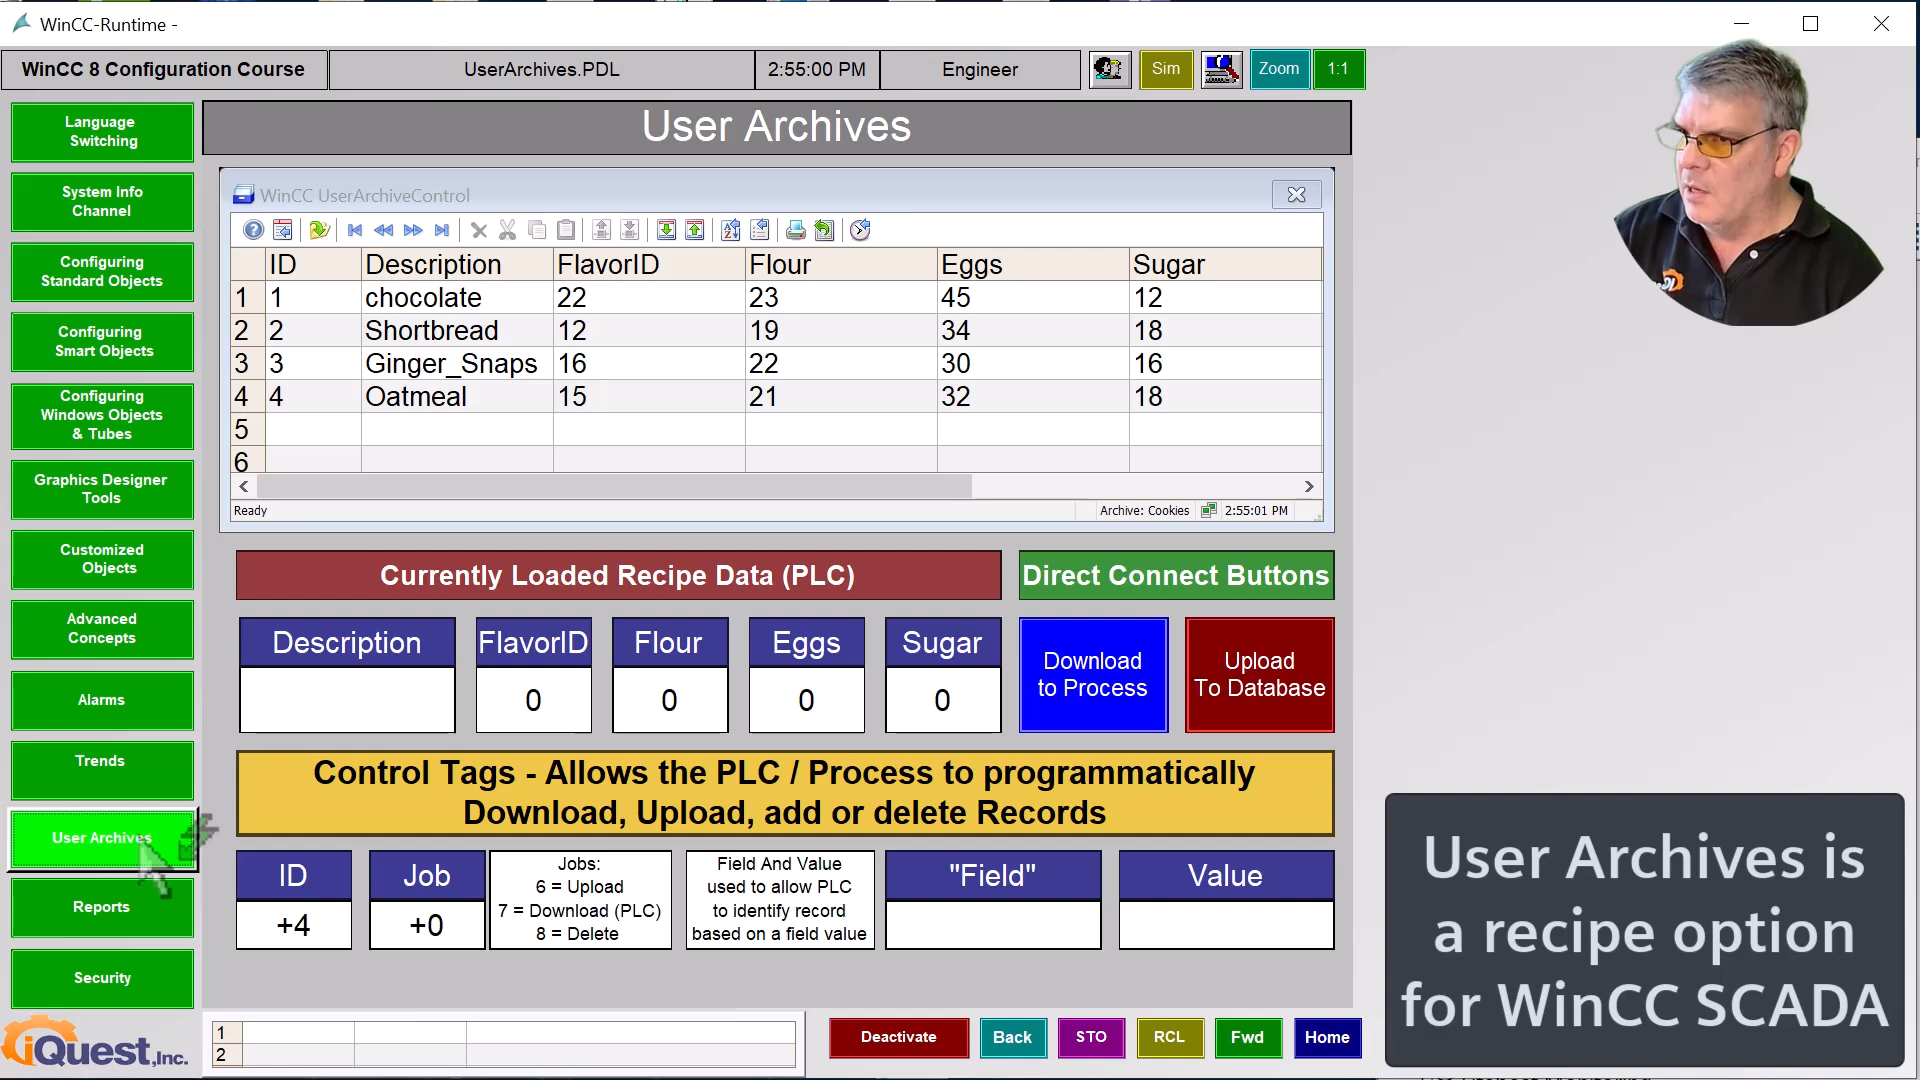 WinCC-Runtime -
WinCC 8 Configuration Course
UserArchives.PDL
2:55:00 PM
Engineer
Sim
Zoom
1:1
Language
Switching
System Info
Channel
Configuring
Standard Objects
Configuring
Smart Objects
Configuring
Windows Objects
& Tubes
Graphics Designer
Tools
Customized
Objects
Advanced
Concepts
Alarms
Trends
User Archives
Reports
Security
iQuest,Inc.
User Archives
WinCC UserArchiveControl
ID Description FlavorID Flour Eggs Sugar
1 1 chocolate 22 23 45 12
2 2 Shortbread 12 19 34 18
3 3 Ginger_Snaps 16 22 30 16
4 4 Oatmeal 15 21 32 18
5
6
Ready Archive: Cookies 2:55:01 PM
Currently Loaded Recipe Data (PLC)
Direct Connect Buttons
Description FlavorID Flour Eggs Sugar
0 0 0 0
Download
to Process
Upload
To Database
Control Tags - Allows the PLC / Process to programmatically
Download, Upload, add or delete Records
ID
+4
Job
+0
Jobs:
6 = Upload
7 = Download (PLC)
8 = Delete
Field And Value
used to allow PLC
to identify record
based on a field value
"Field"
Value
1
2
Deactivate
Back
STO
RCL
Fwd
Home
User Archives is
a recipe option
for WinCC SCADA